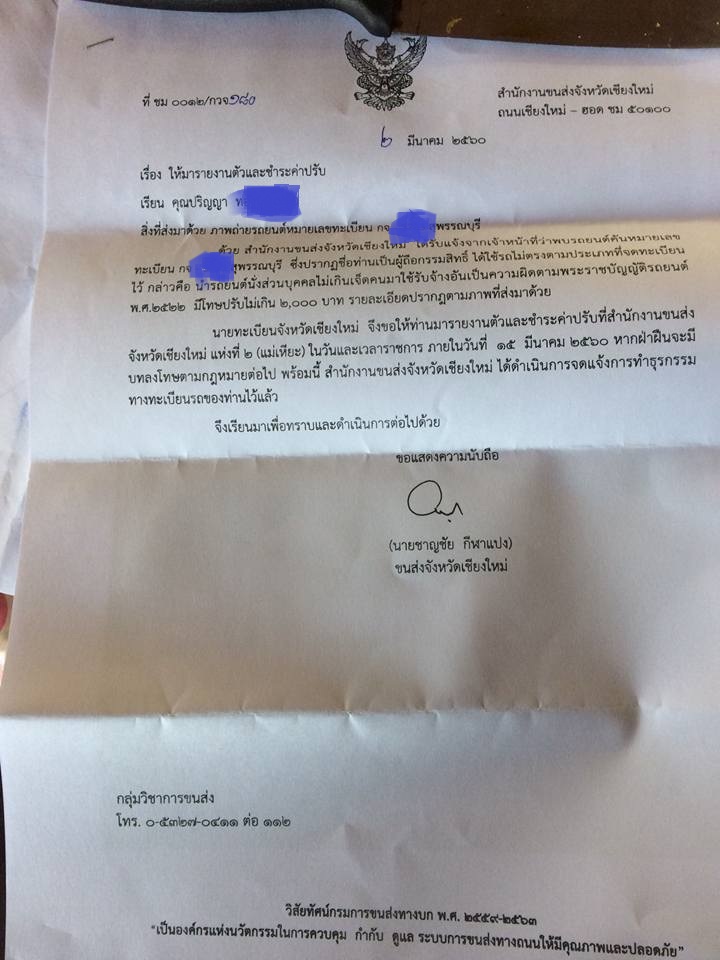 ที่ ชม ๐๐๑๒/กวจ๑๘๐
สำนักงานขนส่งจังหวัดเชียงใหม่
ถนนเชียงใหม่ – ฮอด ชม ๕๐๑๐๐
๒ มีนาคม ๒๕๖๐
เรื่อง ให้มารายงานตัวและชำระค่าปรับ
เรียน คุณปริญญา
สิ่งที่ส่งมาด้วย ภาพถ่ายรถยนต์หมายเลขทะเบียน กจ สุพรรณบุรี
ด้วย สำนักงานขนส่งจังหวัดเชียงใหม่ ได้รับแจ้งจากเจ้าหน้าที่ว่าพบรถยนต์คันหมายเลข
ทะเบียน กจ สุพรรณบุรี ซึ่งปรากฏชื่อท่านเป็นผู้ถือกรรมสิทธิ์ ได้ใช้รถไม่ตรงตามประเภทที่จดทะเบียน
ไว้ กล่าวคือ นำรถยนต์นั่งส่วนบุคคลไม่เกินเจ็ดคนมาใช้รับจ้างอันเป็นความผิดตามพระราชบัญญัติรถยนต์
พ.ศ.๒๕๒๒ มีโทษปรับไม่เกิน ๒,๐๐๐ บาท รายละเอียดปรากฏตามภาพที่ส่งมาด้วย
นายทะเบียนจังหวัดเชียงใหม่ จึงขอให้ท่านมารายงานตัวและชำระค่าปรับที่สำนักงานขนส่ง
จังหวัดเชียงใหม่ แห่งที่ ๒ (แม่เหียะ) ในวันและเวลาราชการ ภายในวันที่ ๑๕ มีนาคม ๒๕๖๐ หากฝ่าฝืนจะมี
บทลงโทษตามกฎหมายต่อไป พร้อมนี้ สำนักงานขนส่งจังหวัดเชียงใหม่ ได้ดำเนินการจดแจ้งการทำธุรกรรม
ทางทะเบียนรถของท่านไว้แล้ว
จึงเรียนมาเพื่อทราบและดำเนินการต่อไปด้วย
ขอแสดงความนับถือ
(นายชาญชัย กีฬาแปง)
ขนส่งจังหวัดเชียงใหม่
กลุ่มวิชาการขนส่ง
โทร. ๐-๕๓๒๗-๐๔๑๑ ต่อ ๑๑๒
วิสัยทัศน์กรมการขนส่งทางบก พ.ศ. ๒๕๕๙-๒๕๖๓
"เป็นองค์กรแห่งนวัตกรรมในการควบคุม กำกับ ดูแล ระบบการขนส่งทางถนนให้มีคุณภาพและปลอดภัย"